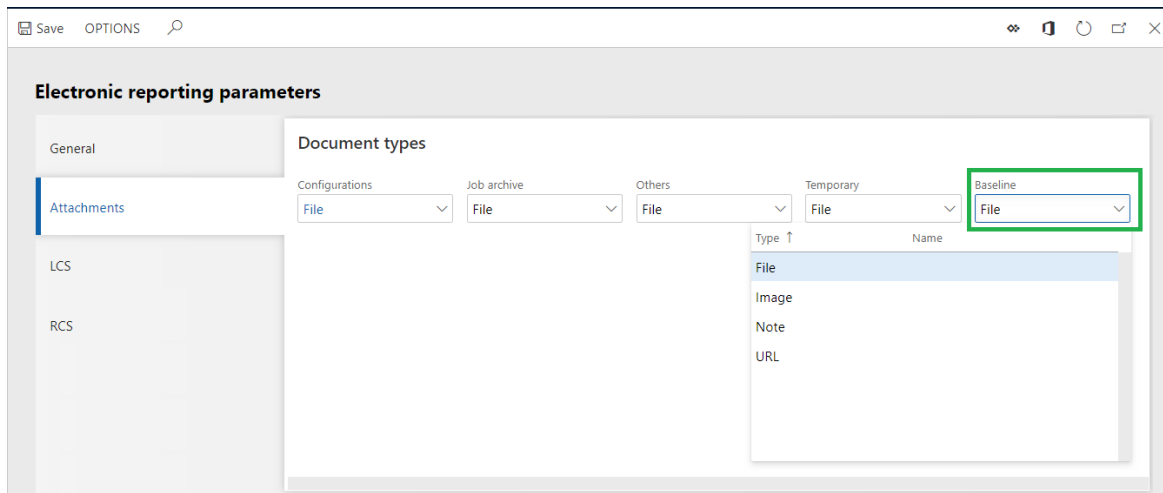 Save OPTIONS
Electronic reporting parameters
General
Attachments
LCS
RCS
Document types
Configurations Job archive Others Temporary Baseline
File File File File File
Type ↑ Name
File
Image
Note
URL